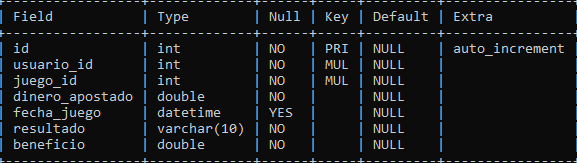 Field | Type | Null | Key | Default | Extra
id | int | NO | PRI | NULL | auto_increment
usuario_id | int | NO | MUL | NULL |
juego_id | int | NO | MUL | NULL |
dinero_apostado | double | NO | | NULL |
fecha_juego | datetime | YES | | NULL |
resultado | varchar(10) | NO | | NULL |
beneficio | double | NO | | NULL |